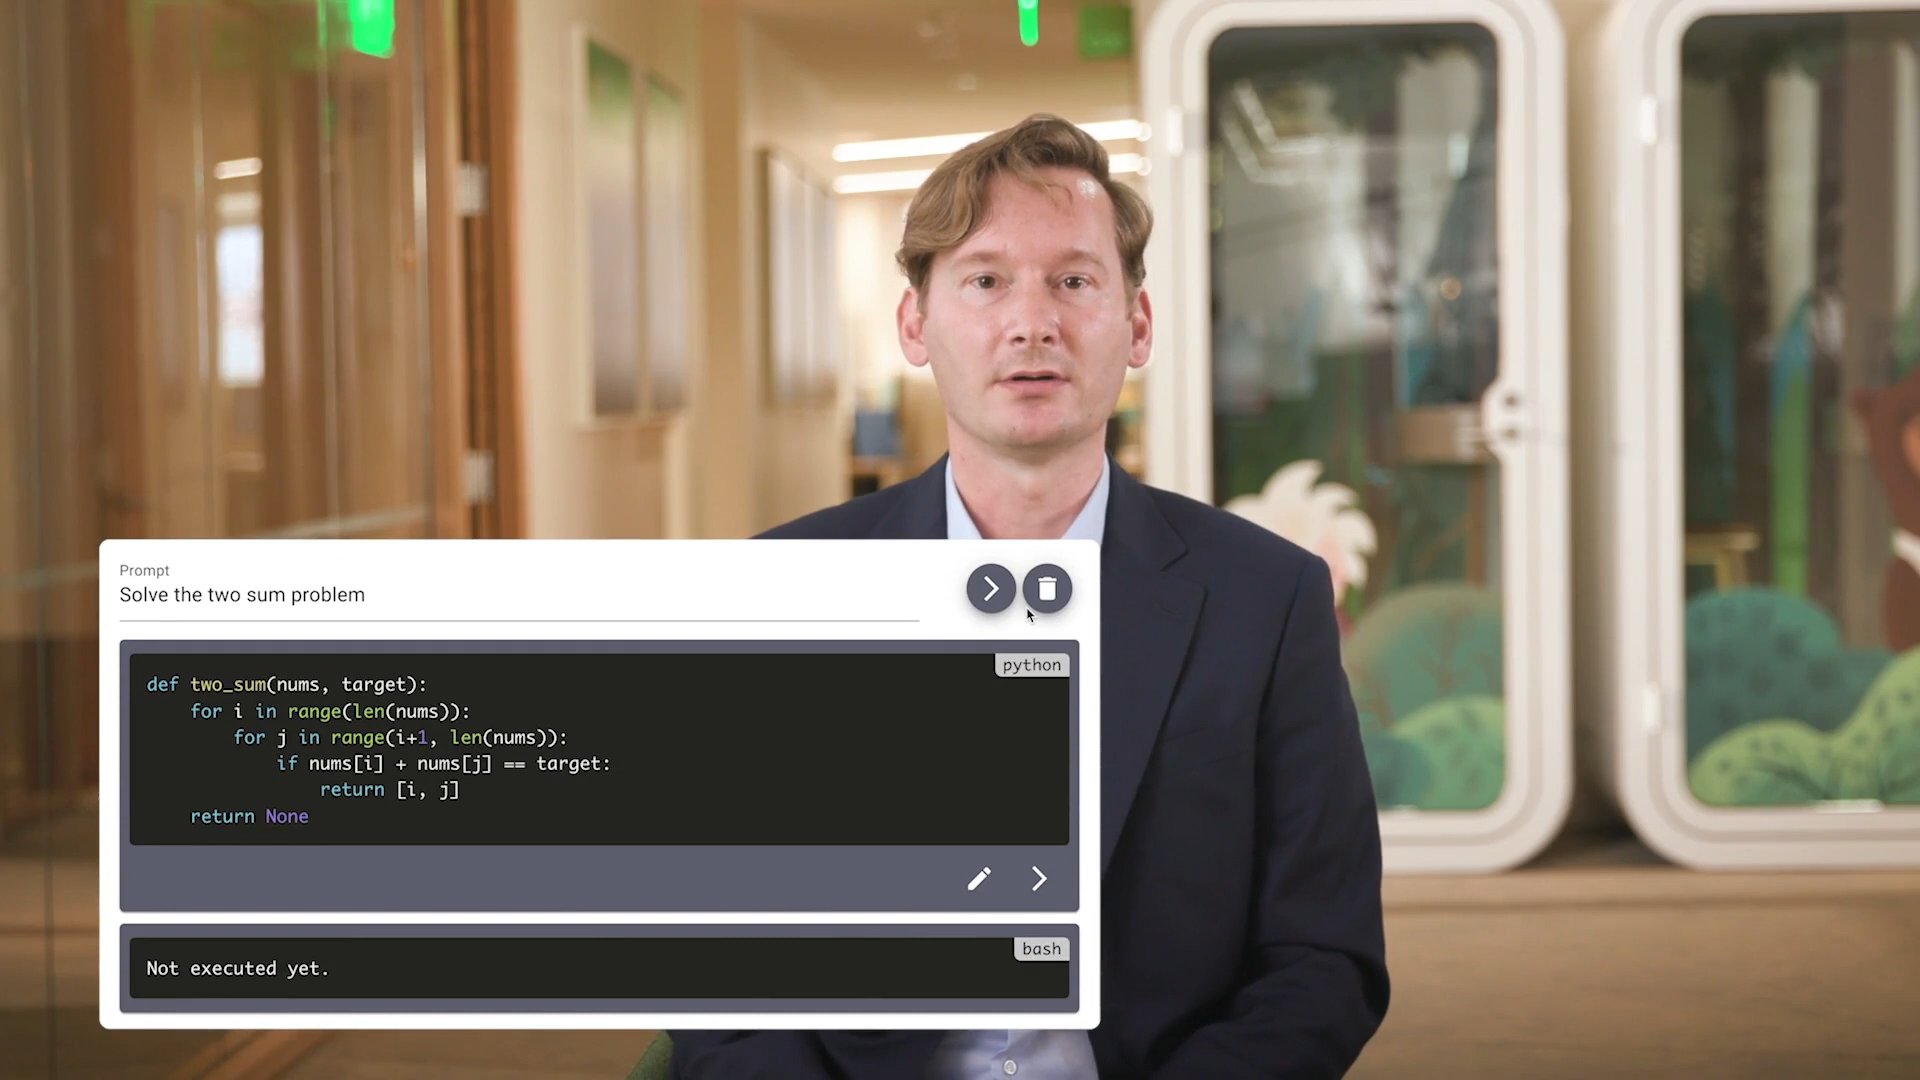 Prompt
Solve the two sum problem
python
def two_sum(nums, target):
    for i in range(len(nums)):
        for j in range(i+1, len(nums)):
            if nums[i] + nums[j] == target:
                return [i, j]
    return None
bash
Not executed yet.